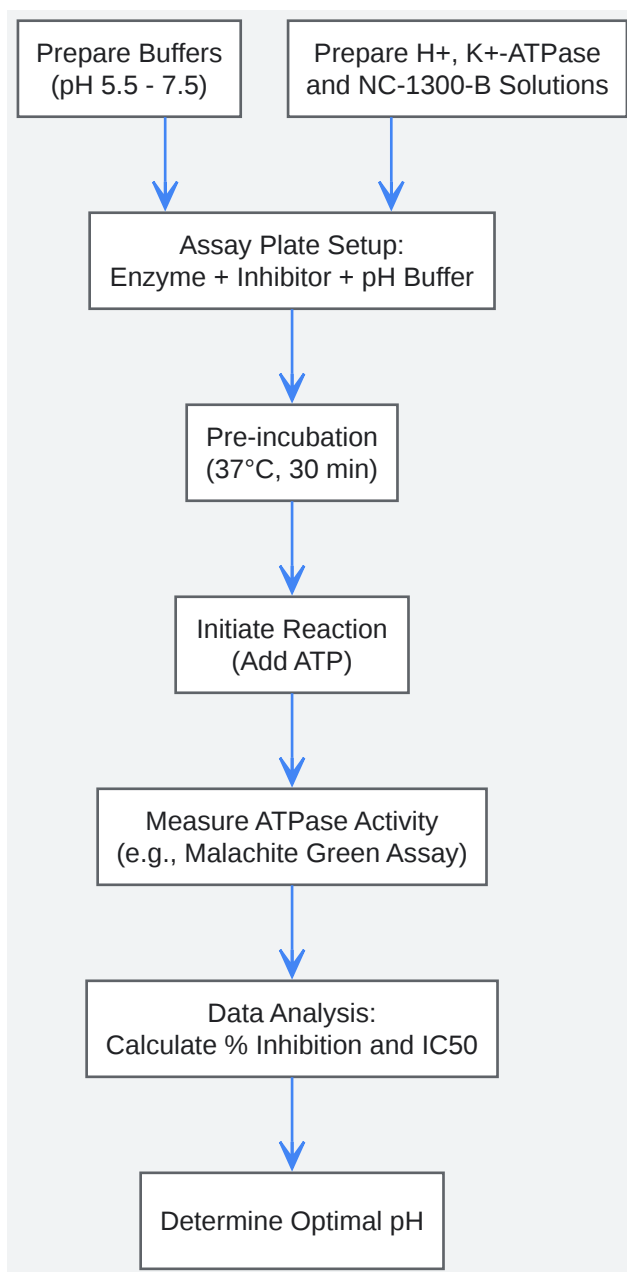 Prepare Buffers
(pH 5.5 - 7.5)
Prepare H+, K+-ATPase
and NC-1300-B Solutions
Assay Plate Setup:
Enzyme + Inhibitor + pH Buffer
Pre-incubation
(37°C, 30 min)
Initiate Reaction
(Add ATP)
Measure ATPase Activity
(e.g., Malachite Green Assay)
Data Analysis:
Calculate % Inhibition and IC50
Determine Optimal pH